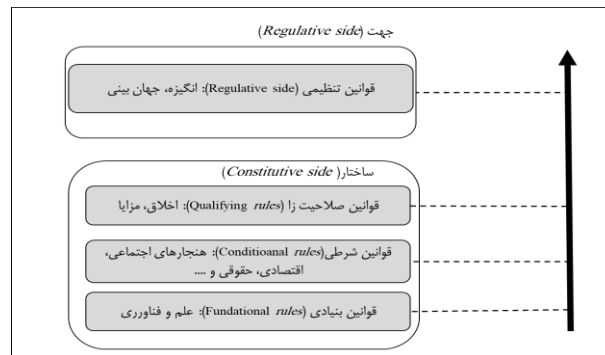 جهت (Regulative side)
قوانین تنظیمی (Regulative side): انگیزه، جهان بینی
ساختار( Constitutive side)
قوانین صلاحیت زا (Qualifying rules): اخلاق، مزایا
قوانین شرطی(Conditioanal rules): هنجارهای اجتماعی،
اقتصادی، حقوقی و ....
قوانین بنیادی (Fundational rules): علم و فناورری